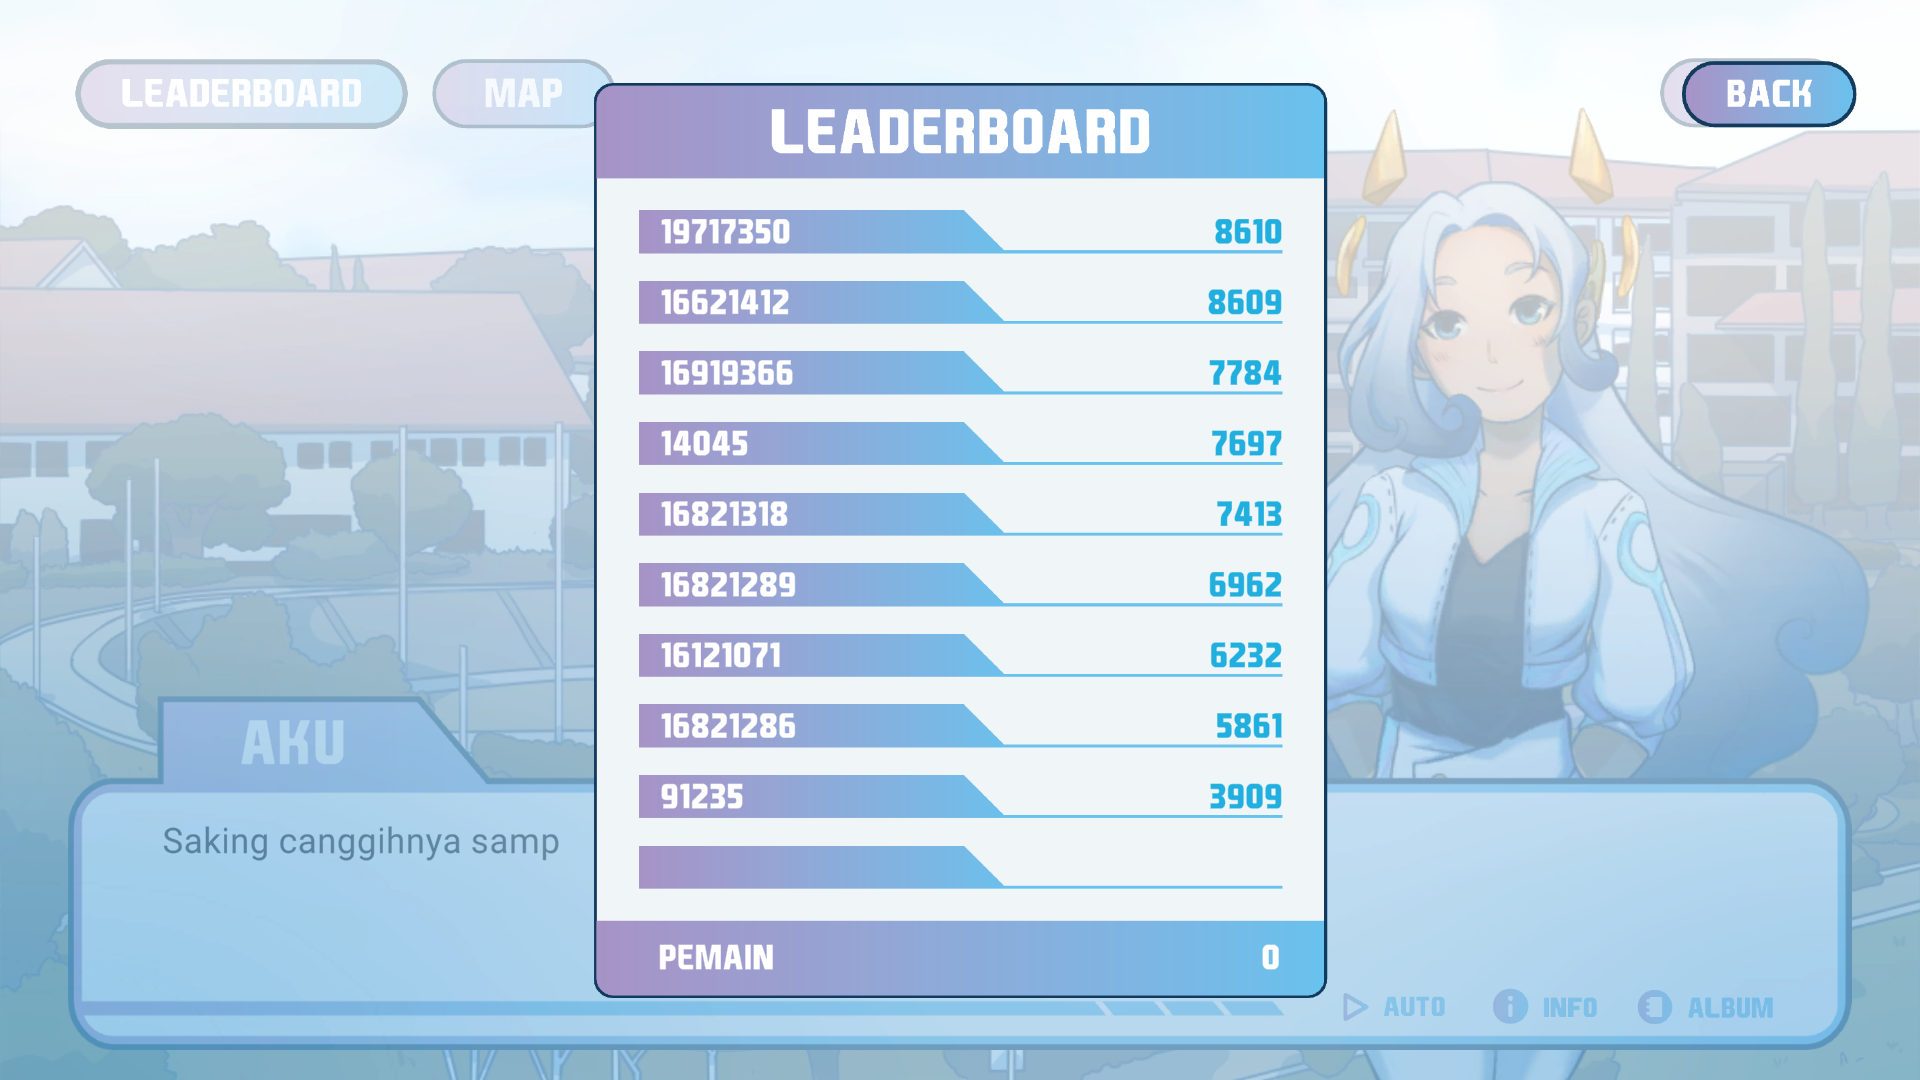 LEADERBOARD
MAP
BACK
LEADERBOARD
19717350 8610
16621412 8609
16919366 7784
14045 7697
16821318 7413
16821289 6962
16121071 6232
16821286 5861
91235 3909
PEMAIN 0
AKU
Saking canggihnya samp
AUTO
INFO
ALBUM